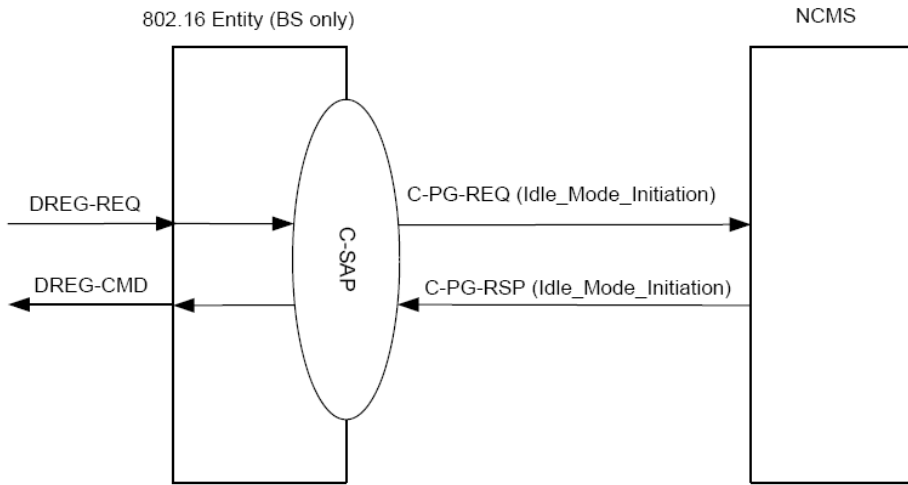 802.16 Entity (BS only)
NCMS
DREG-REQ
C-PG-REQ (Idle_Mode_Initiation)
C-SAP
DREG-CMD
C-PG-RSP (Idle_Mode_Initiation)